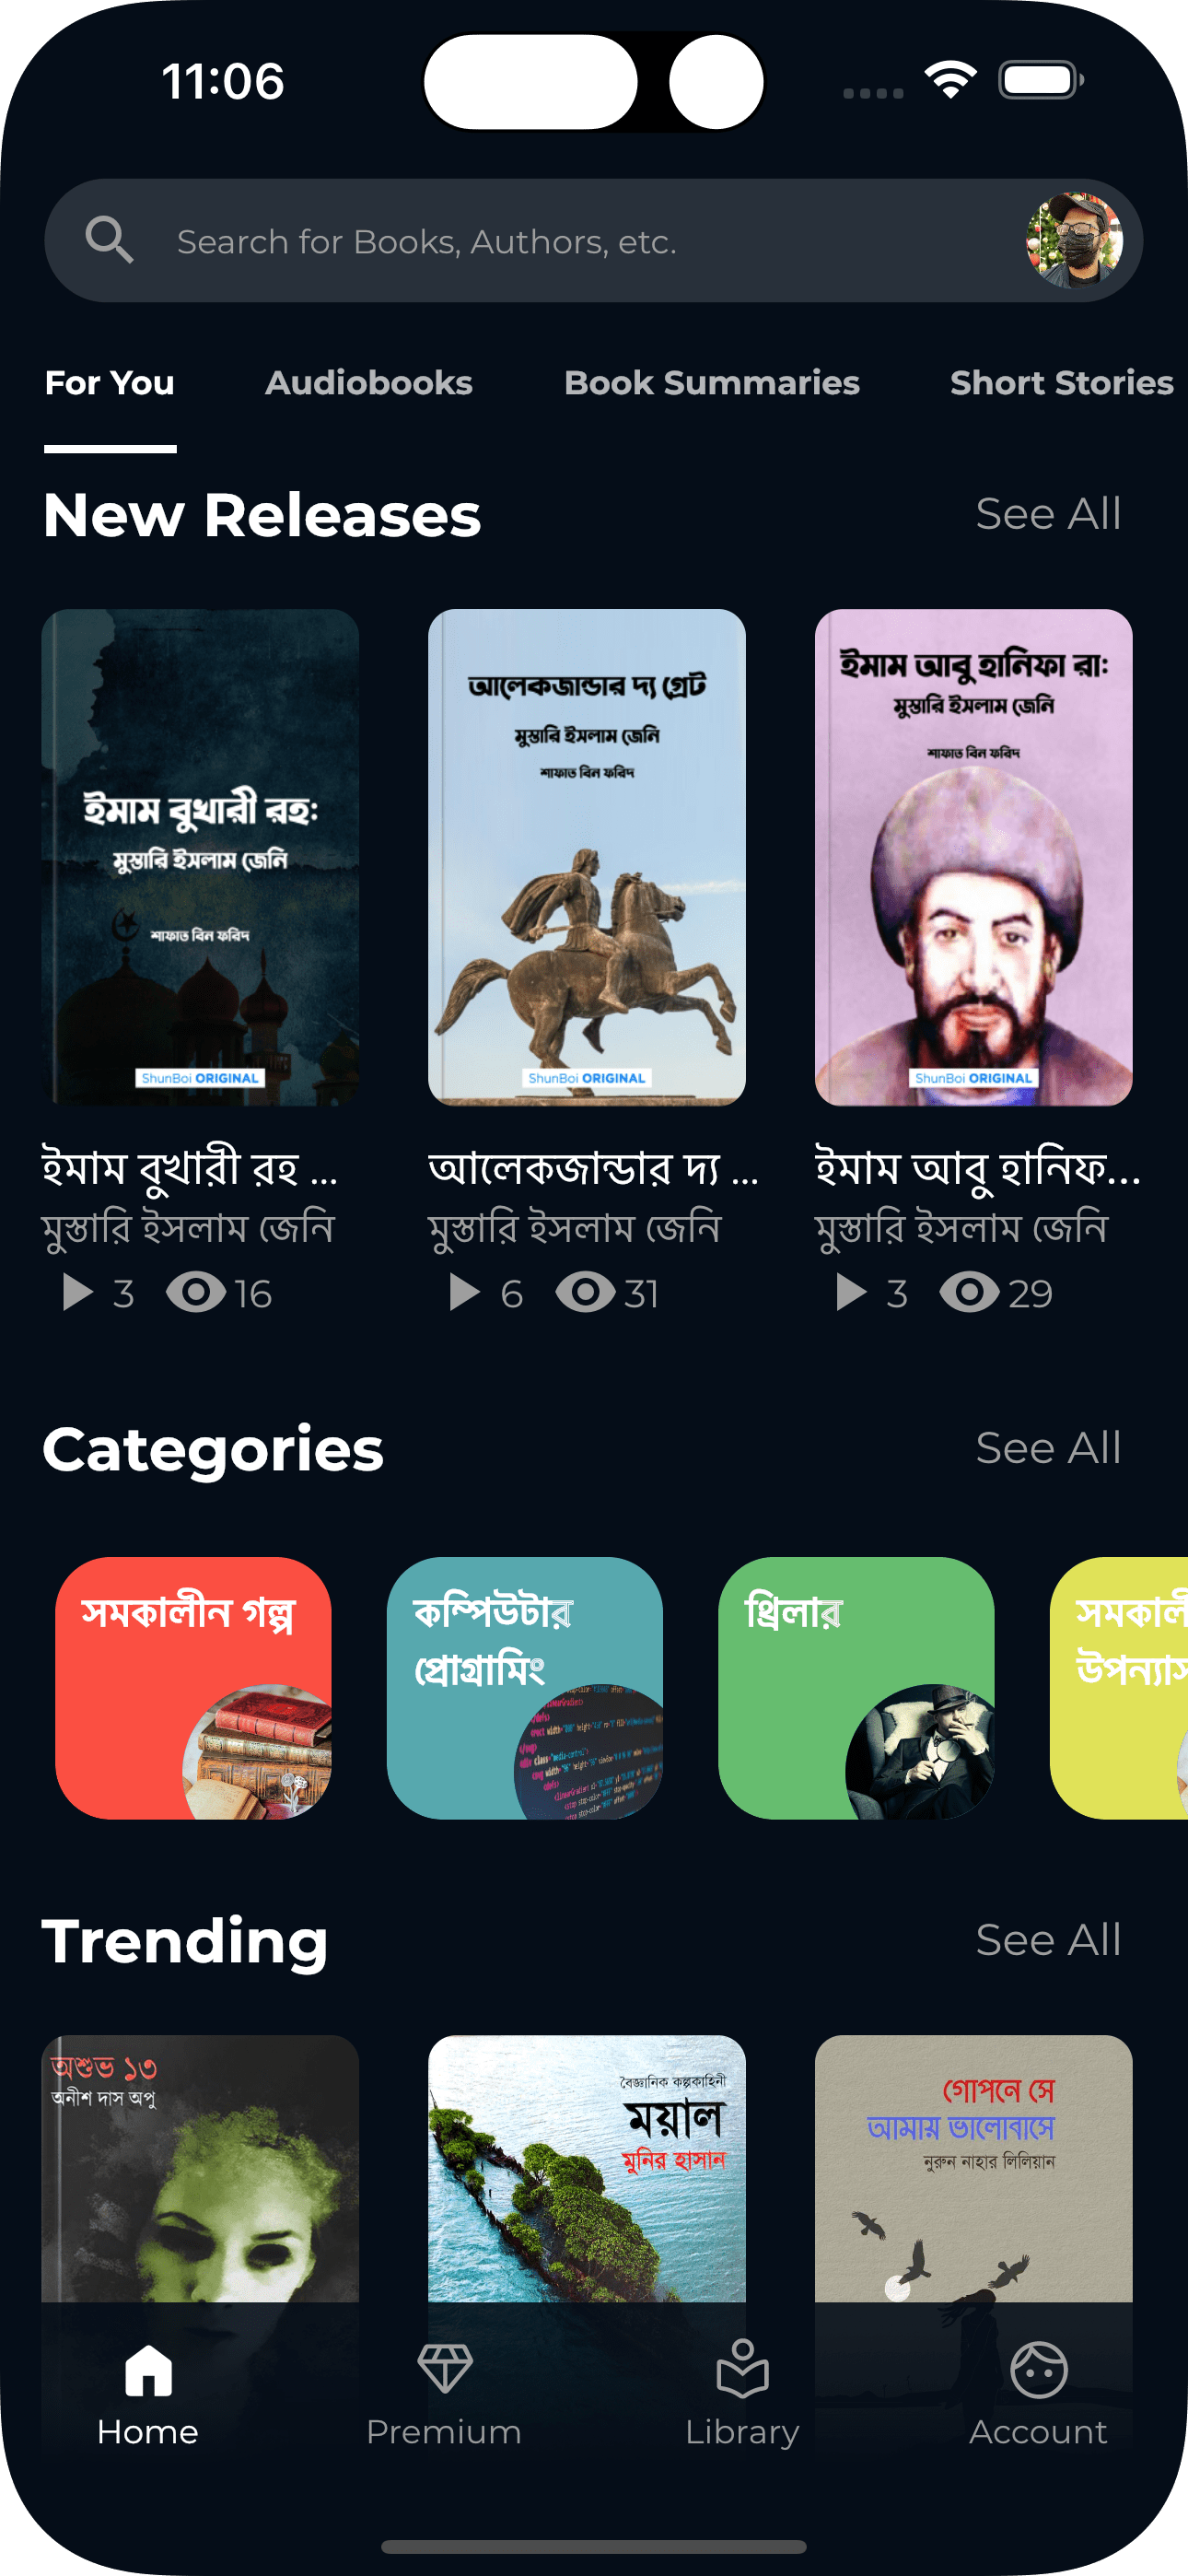 11:06
Search for Books, Authors, etc.
For You
Audiobooks
Book Summaries
Short Stories
New Releases
See All
ইমাম বুখারী রহ:
মুস্তারি ইসলাম জেনি
শাফাত বিন ফরিদ
ShunBoi ORIGINAL
আলেকজান্ডার দ্য গ্রেট
মুস্তারি ইসলাম জেনি
শাফাত বিন ফরিদ
ShunBoi ORIGINAL
ইমাম আবু হানিফা রা:
মুস্তারি ইসলাম জেনি
শাফাত বিন ফরিদ
ShunBoi ORIGINAL
ইমাম বুখারী রহ ...
মুস্তারি ইসলাম জেনি
3 16
আলেকজান্ডার দ্য ...
মুস্তারি ইসলাম জেনি
6 31
ইমাম আবু হানিফ...
মুস্তারি ইসলাম জেনি
3 29
Categories
See All
সমকালীন গল্প
কম্পিউটার
প্রোগ্রামিং
থ্রিলার
সমকালী
উপন্যাস
Trending
See All
অশুভ ১৩
অনীশ দাস অপু
বৈজ্ঞানিক কল্পকাহিনী
ময়াল
মুনির হাসান
গোপনে সে
আমায় ভালোবাসে
নুরুন নাহার লিলিয়ান
Home
Premium
Library
Account